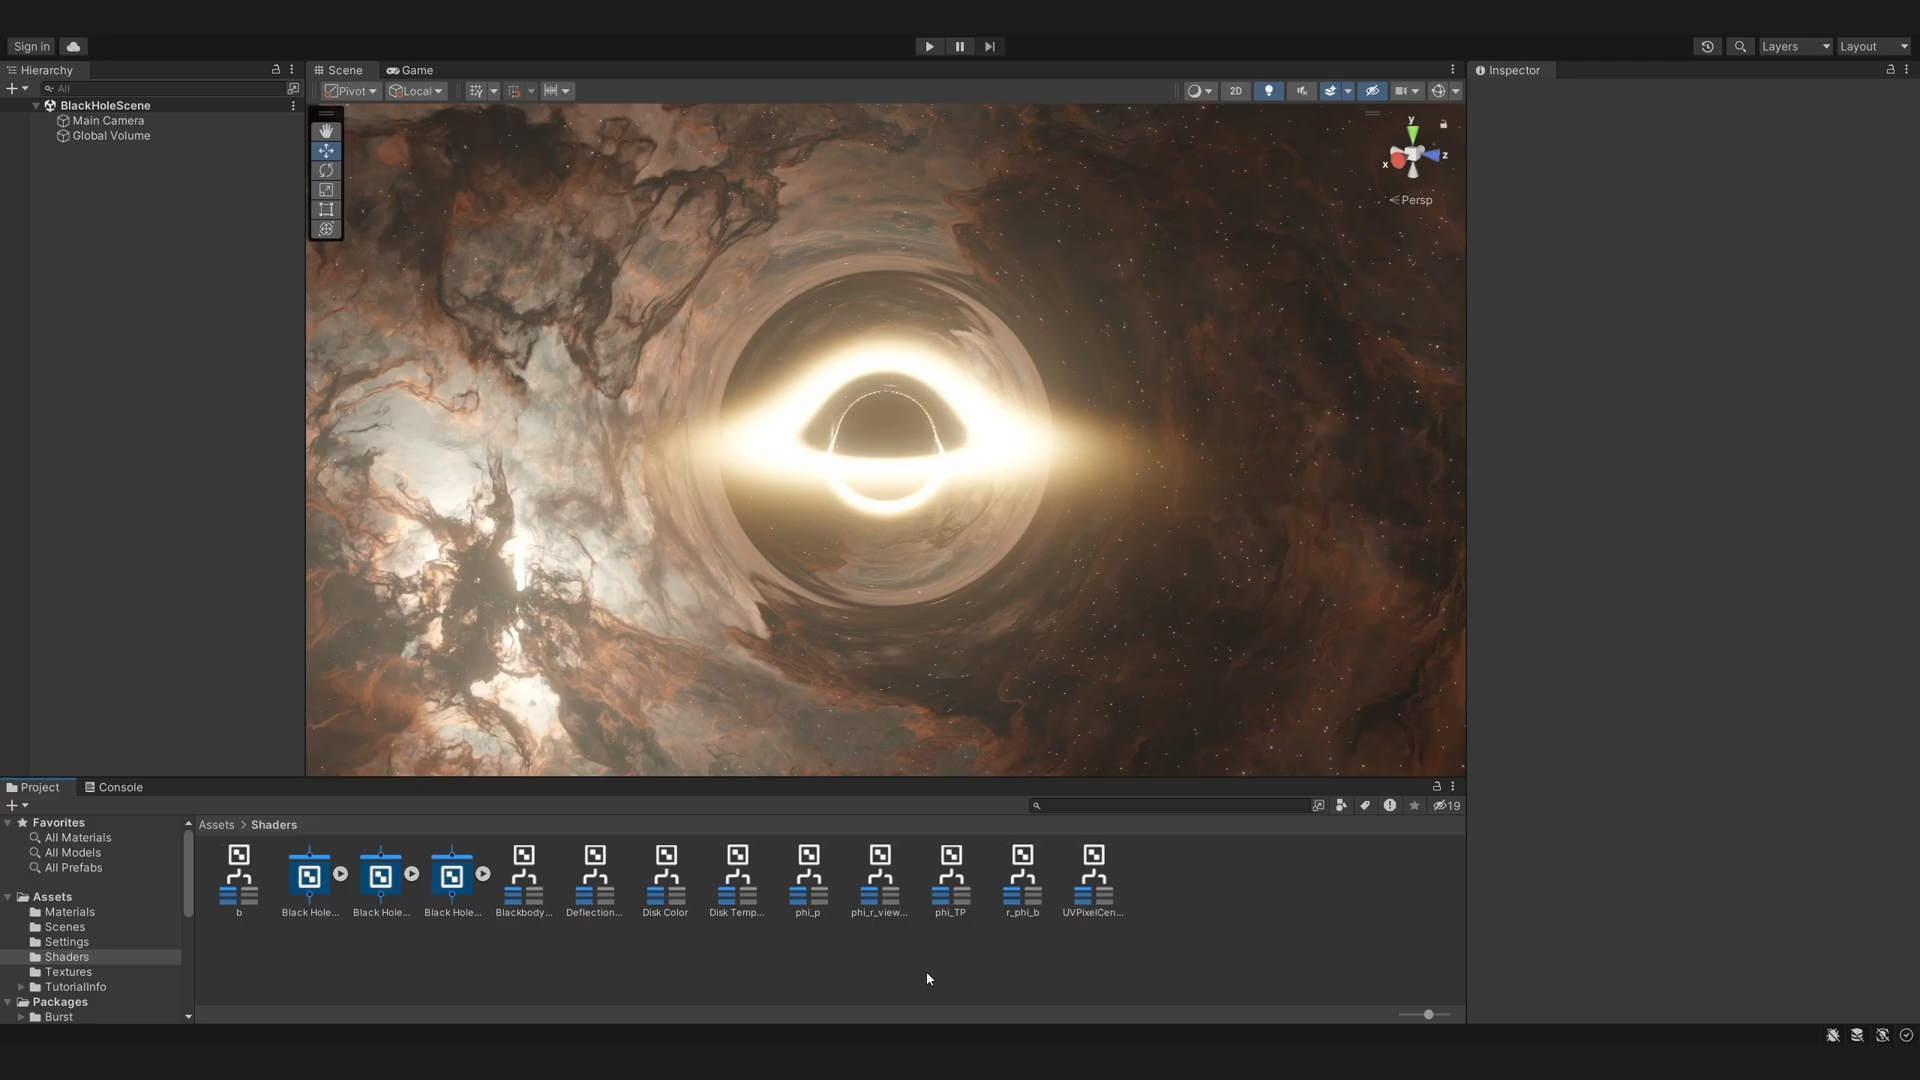 Sign in
Layers
Layout
Hierarchy
All
BlackHoleScene
Main Camera
Global Volume
Scene
Game
Pivot
Local
2D
y
x
z
Persp
Inspector
Project
Console
19
Favorites
All Materials
All Models
All Prefabs
Assets
Materials
Scenes
Settings
Shaders
Textures
TutorialInfo
Packages
Burst
Assets > Shaders
b
Black Hole...
Black Hole...
Black Hole...
Blackbody...
Deflection...
Disk Color
Disk Temp...
phi_p
phi_r_view...
phi_TP
r_phi_b
UVPixelCen...